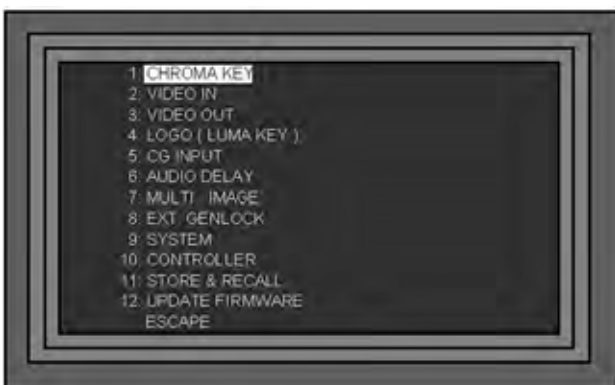 1: CHROMA KEY
2: VIDEO IN
3: VIDEO OUT
4: LOGO ( LUMA KEY )
5: CG INPUT
6: AUDIO DELAY
7: MULTI IMAGE
8: EXT GENLOCK
9: SYSTEM
10: CONTROLLER
11: STORE & RECALL
12: UPDATE FIRMWARE
ESCAPE